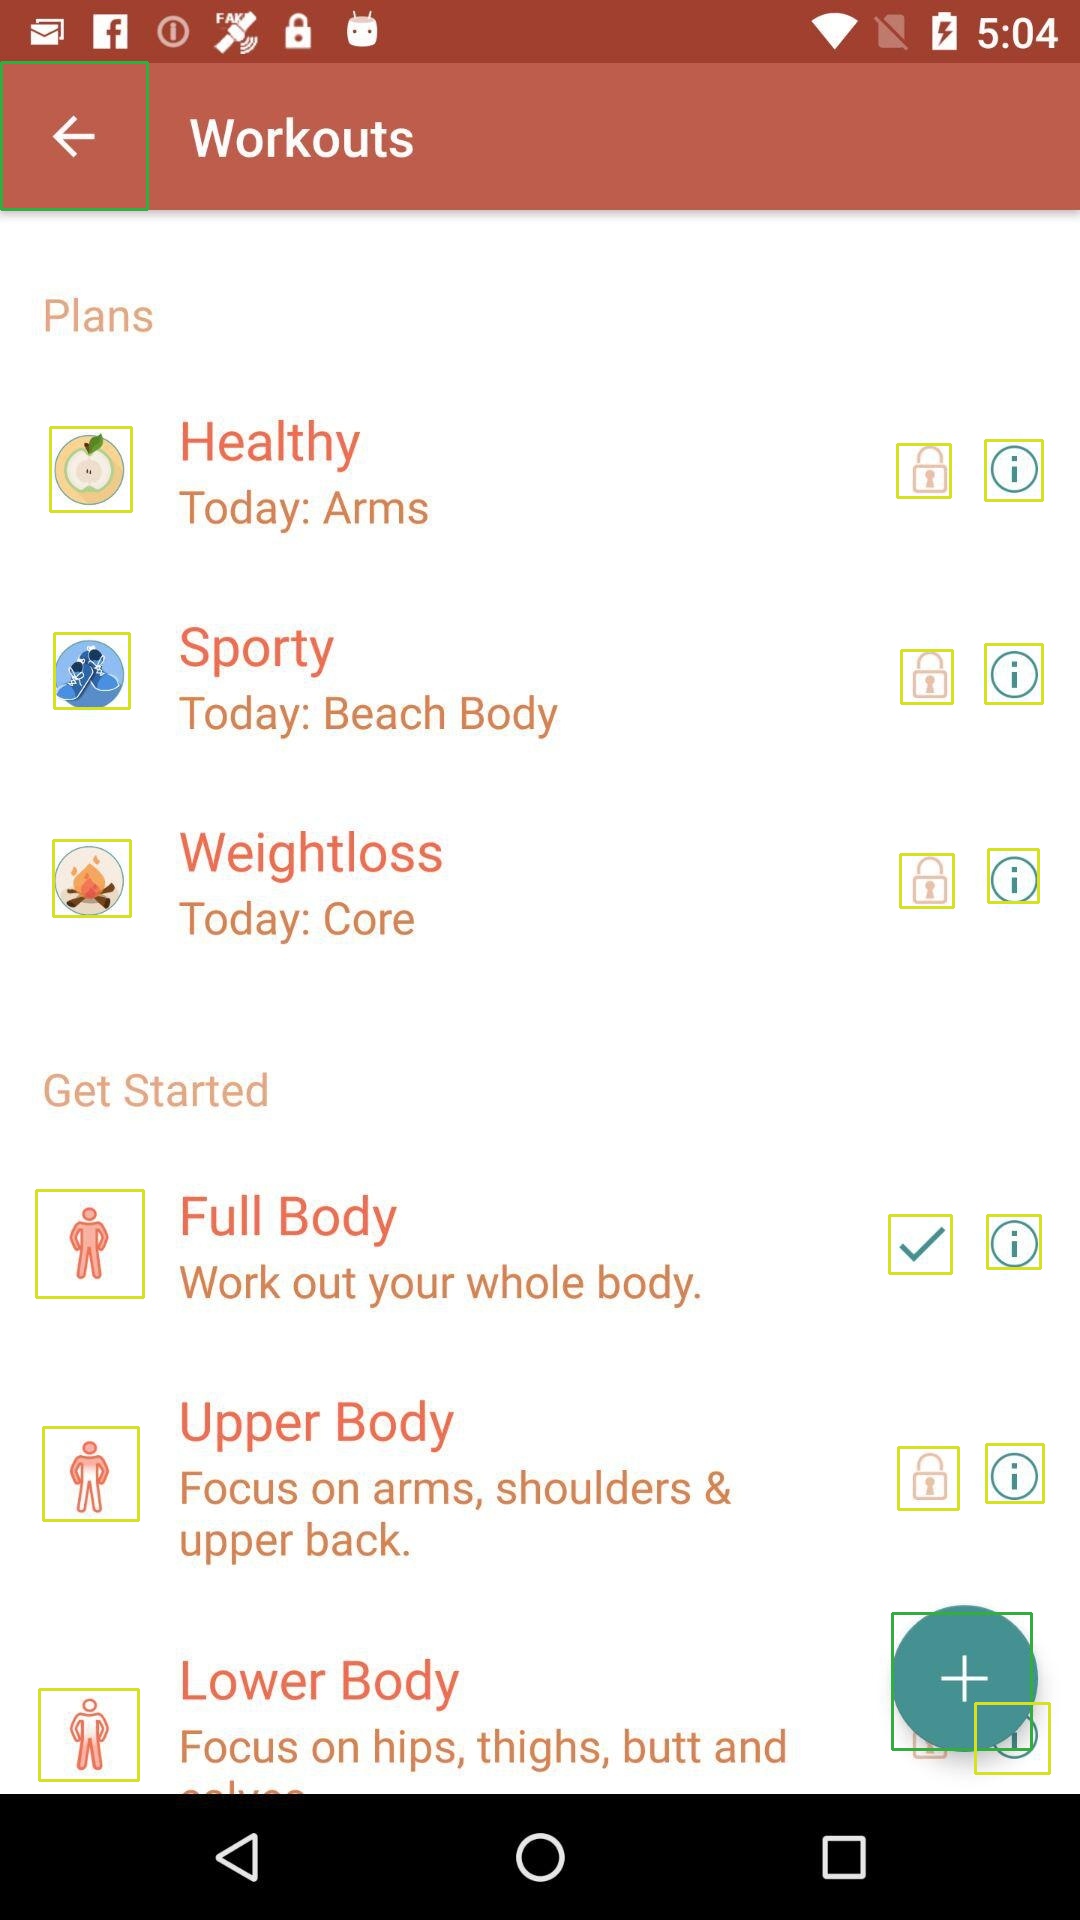 FAKE
5:04
Workouts
Plans
Healthy
Today: Arms
Sporty
Today: Beach Body
Weightloss
Today: Core
Get Started
Full Body
Work out your whole body.
Upper Body
Focus on arms, shoulders &
upper back.
Lower Body
Focus on hips, thighs, butt and